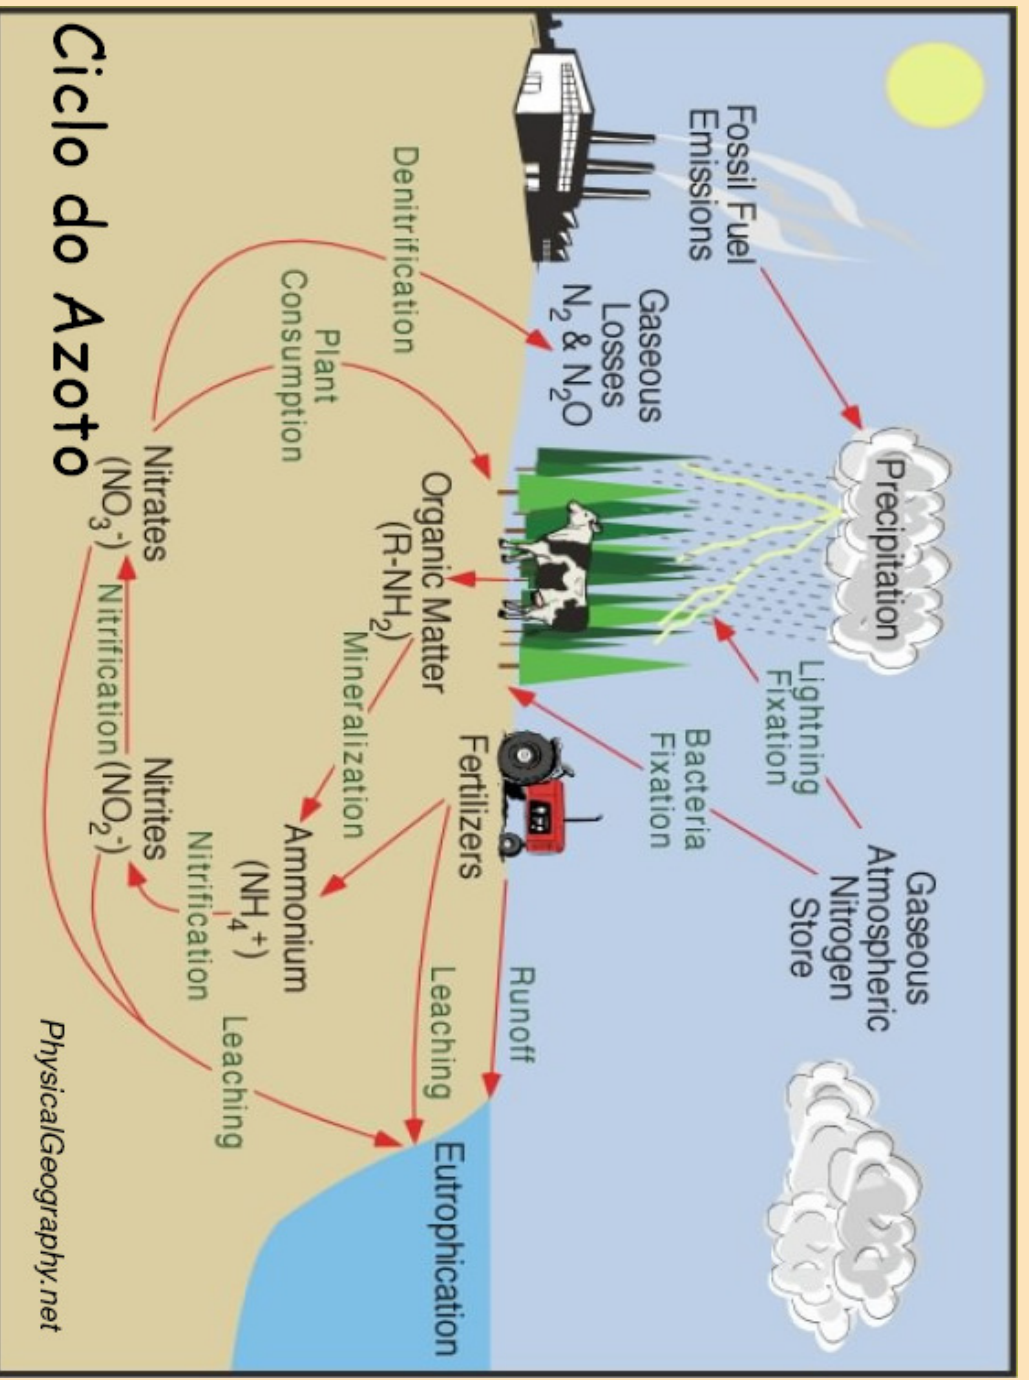 Fossil Fuel
Emissions
Precipitation
Gaseous
Atmospheric
Nitrogen
Store
Lightning
Fixation
Bacteria
Fixation
Gaseous
Losses
N₂ & N₂O
Denitrification
Plant
Consumption
Organic Matter
(R-NH₂)
Mineralization
Fertilizers
Runoff
Leaching
Eutrophication
Ammonium
(NH₄⁺)
Nitrification
Nitrates
(NO₃⁻)
Nitrification
Nitrites
(NO₂⁻)
Leaching
Ciclo do Azoto
PhysicalGeography.net